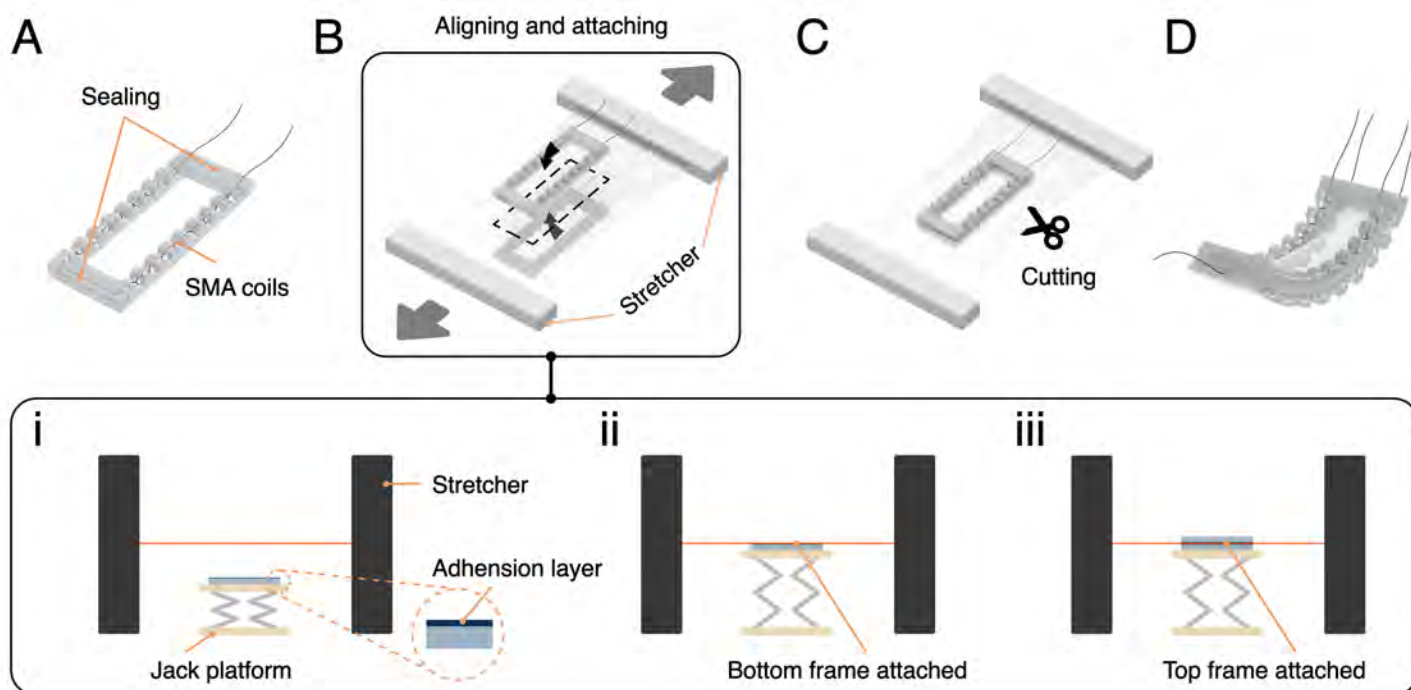 A
B
Aligning and attaching
C
D
Sealing
SMA coils
Stretcher
Cutting
i
ii
iii
Stretcher
Adhension layer
Jack platform
Bottom frame attached
Top frame attached